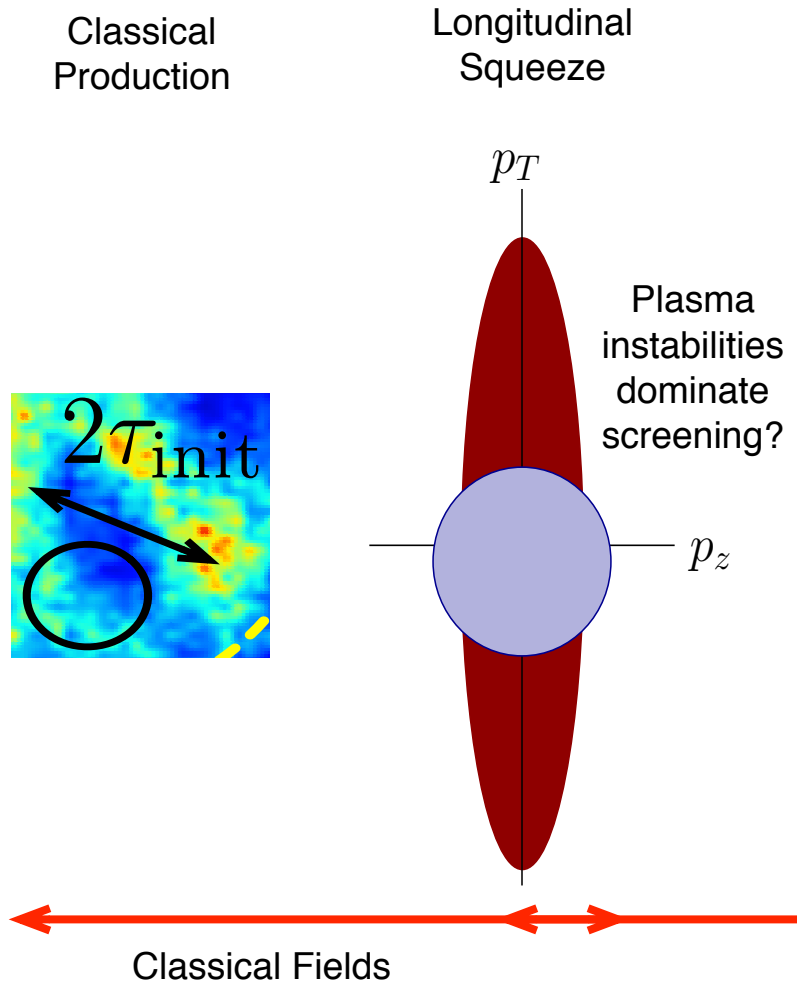 Classical
Production
Longitudinal
Squeeze
p_T
Plasma
instabilities
dominate
screening?
2τ_init
p_z
Classical Fields